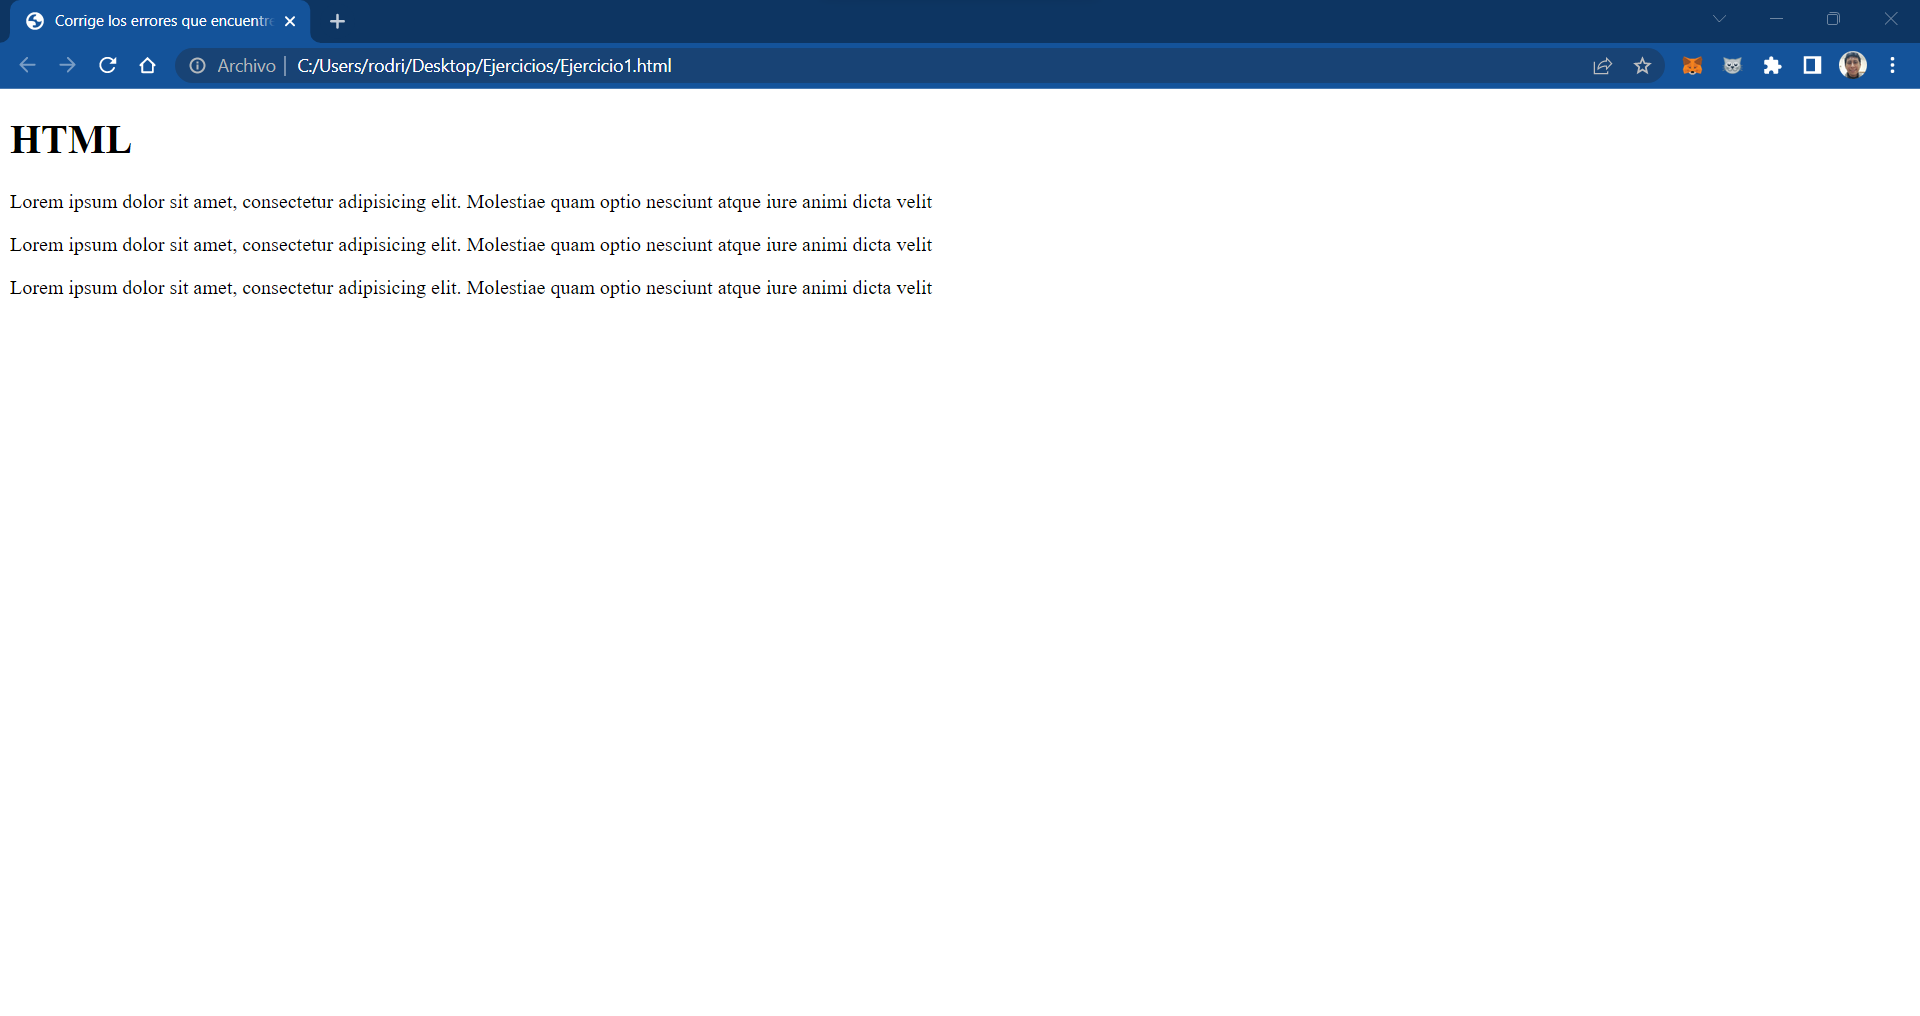 Corrige los errores que encuentre
Archivo | C:/Users/rodri/Desktop/Ejercicios/Ejercicio1.html
HTML
Lorem ipsum dolor sit amet, consectetur adipisicing elit. Molestiae quam optio nesciunt atque iure animi dicta velit
Lorem ipsum dolor sit amet, consectetur adipisicing elit. Molestiae quam optio nesciunt atque iure animi dicta velit
Lorem ipsum dolor sit amet, consectetur adipisicing elit. Molestiae quam optio nesciunt atque iure animi dicta velit